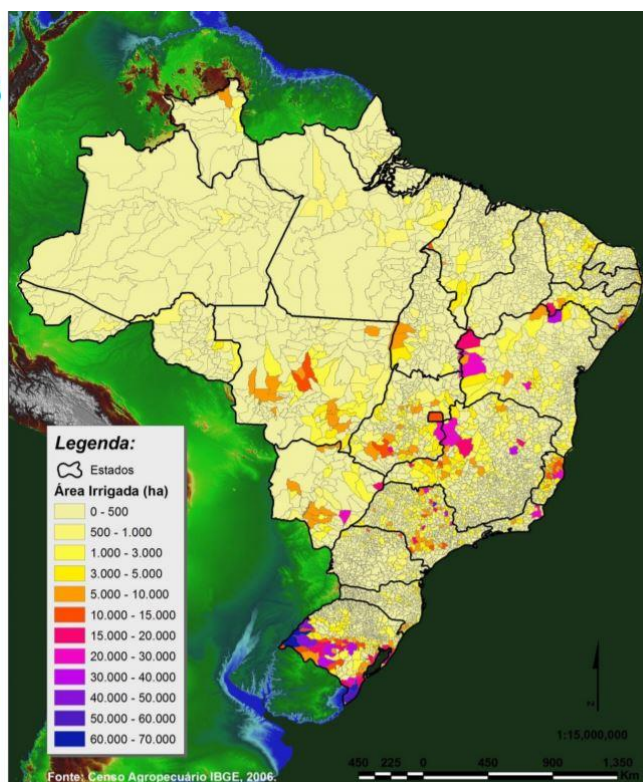 Legenda:
Estados
Área Irrigada (ha)
0 - 500
500 - 1.000
1.000 - 3.000
3.000 - 5.000
5.000 - 10.000
10.000 - 15.000
15.000 - 20.000
20.000 - 30.000
30.000 - 40.000
40.000 - 50.000
50.000 - 60.000
60.000 - 70.000
Z
1:15,000,000
450 225 0 450 900 1,350
Km
Fonte: Censo Agropecuário IBGE, 2006.